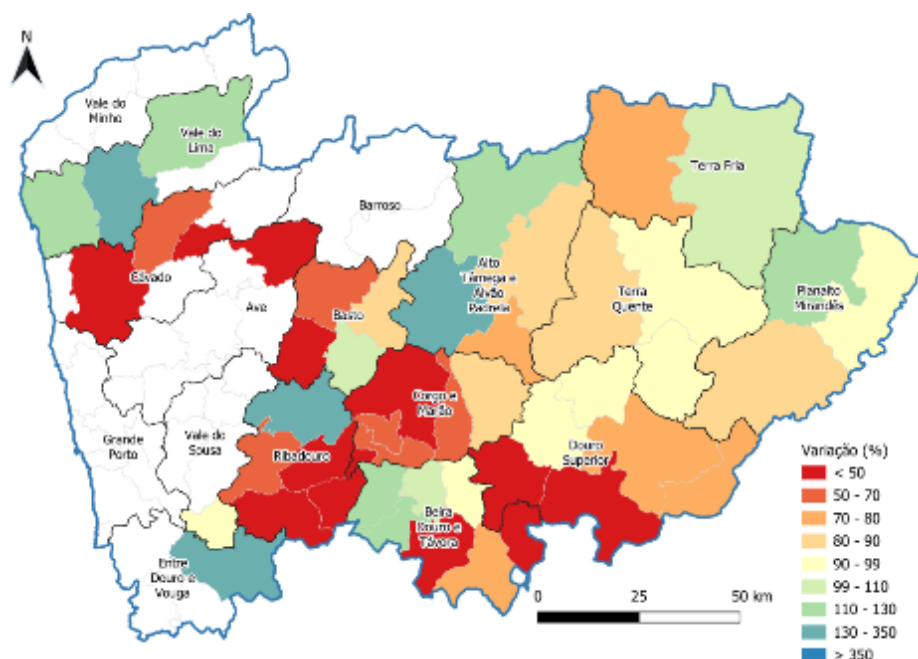 N
Vale do
Minho
Vale do
Lima
Terra Fria
Barroso
Cávado
Alto
Tâmega e
Alvão
Padrela
Terra
Quente
Planalto
Mirandês
Ave
Basto
Corgo e
Marão
Grande
Porto
Vale do
Sousa
Ribadouro
Douro
Superior
Beira
Douro e
Távora
Entre
Douro e
Vouga
Variação (%)
< 50
50 - 70
70 - 80
80 - 90
90 - 99
99 - 110
110 - 130
130 - 350
> 350
0
25
50 km